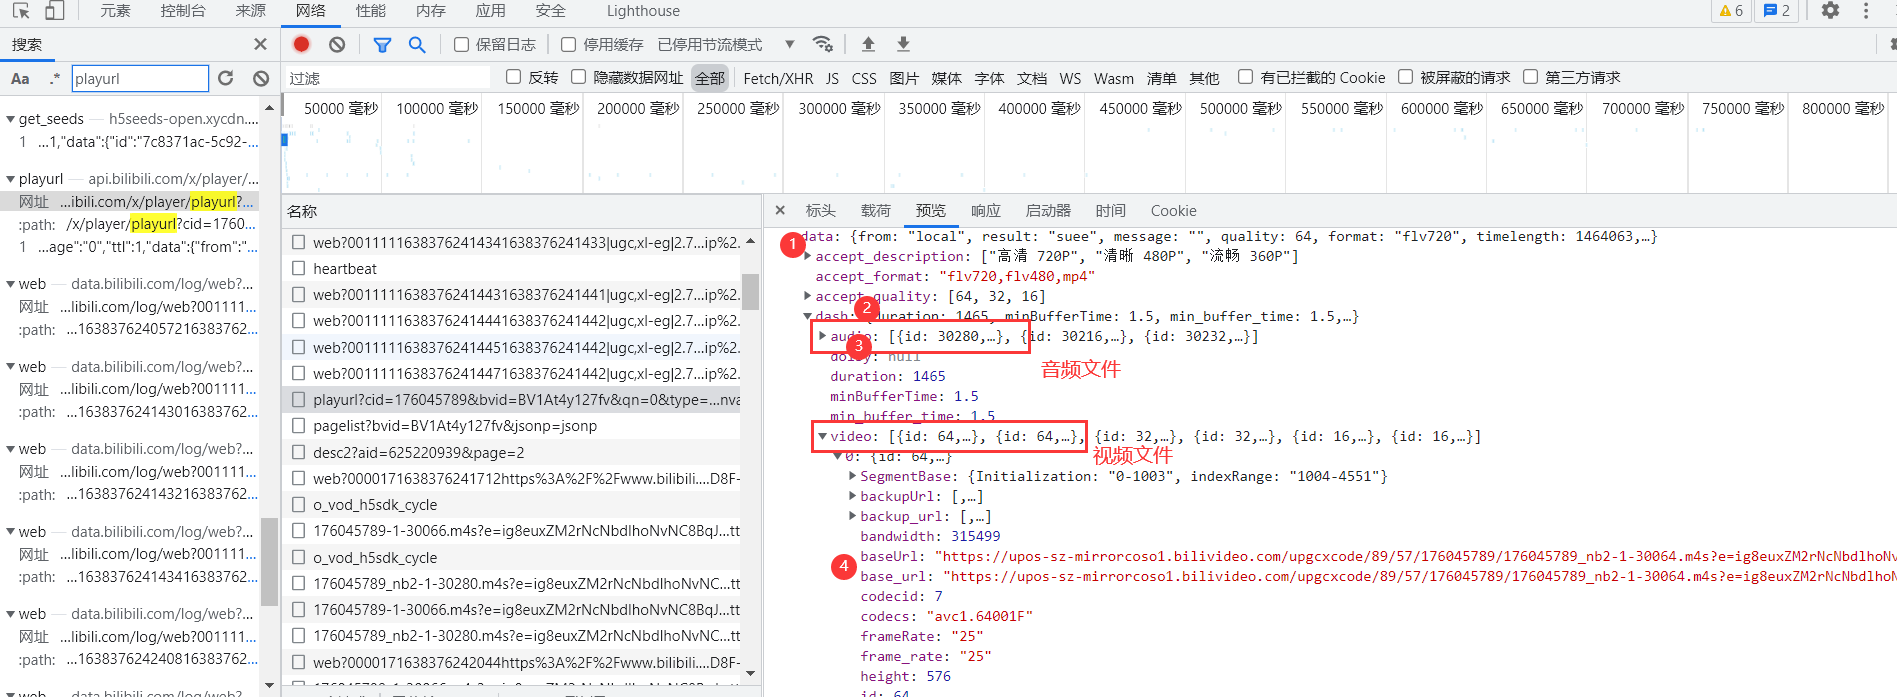 元素 控制台 来源 网络 性能 内存 应用 安全 Lighthouse 6 2
搜索
保留日志 停用缓存 已停用节流模式
Aa .* playurl
过滤 反转 隐藏数据网址 全部 Fetch/XHR JS CSS 图片 媒体 字体 文档 WS Wasm 清单 其他 有已拦截的 Cookie 被屏蔽的请求 第三方请求
50000 毫秒 100000 毫秒 150000 毫秒 200000 毫秒 250000 毫秒 300000 毫秒 350000 毫秒 400000 毫秒 450000 毫秒 500000 毫秒 550000 毫秒 600000 毫秒 650000 毫秒 700000 毫秒 750000 毫秒 800000 毫秒
get_seeds — h5seeds-open.xycdn....
1 ...1,"data":{"id":"7c8371ac-5c92-...
playurl — api.bilibili.com/x/player/...
网址 ...ibili.com/x/player/playurl?...
:path: /x/player/playurl?cid=1760...
1 ...age":"0","ttl":1,"data":{"from":"...
web — data.bilibili.com/log/web?...
网址 ...libili.com/log/web?001111...
:path: ...163837624057216383762...
web — data.bilibili.com/log/web?...
网址 ...libili.com/log/web?001111...
:path: ...163837624143016383762...
web — data.bilibili.com/log/web?...
网址 ...libili.com/log/web?001111...
:path: ...163837624143216383762...
web — data.bilibili.com/log/web?...
网址 ...libili.com/log/web?001111...
:path: ...163837624143416383762...
web — data.bilibili.com/log/web?...
网址 ...libili.com/log/web?001111...
:path: ...163837624240816383762...
web — data.bilibili.com/log/web?...
名称
web?0011111638376241434163837624​1433|ugc,xl-eg|2.7...ip%2.
heartbeat
web?00111116383762414431638376241441|ugc,xl-eg|2.7...ip%2.
web?00111116383762414441638376241442|ugc,xl-eg|2.7...ip%2.
web?00111116383762414451638376241442|ugc,xl-eg|2.7...ip%2.
web?00111116383762414471638376241442|ugc,xl-eg|2.7...ip%2.
playurl?cid=176045789&bvid=BV1At4y127fv&qn=0&type=...nva
pagelist?bvid=BV1At4y127fv&jsonp=jsonp
desc2?aid=625220939&page=2
web?0000171638376241712https%3A%2F%2Fwww.bilibili....D8F-
o_vod_h5sdk_cycle
176045789-1-30066.m4s?e=ig8euxZM2rNcNbdlhoNvNC8BqJ...tt
o_vod_h5sdk_cycle
176045789_nb2-1-30280.m4s?e=ig8euxZM2rNcNbdlhoNvNC...tt
176045789-1-30066.m4s?e=ig8euxZM2rNcNbdlhoNvNC8BqJ...tt
176045789_nb2-1-30280.m4s?e=ig8euxZM2rNcNbdlhoNvNC...tt
web?0000171638376242044https%3A%2F%2Fwww.bilibili....D8F-
标头 载荷 预览 响应 启动器 时间 Cookie
1 data: {from: "local", result: "suee", message: "", quality: 64, format: "flv720", timelength: 1464063,…}
accept_description: ["高清 720P", "清晰 480P", "流畅 360P"]
accept_format: "flv720,flv480,mp4"
accept_quality: [64, 32, 16]
2 dash: {duration: 1465, minBufferTime: 1.5, min_buffer_time: 1.5,…}
3 audio: [{id: 30280,…}, {id: 30216,…}, {id: 30232,…}]
dolby: null
音频文件
duration: 1465
minBufferTime: 1.5
min_buffer_time: 1.5
video: [{id: 64,…}, {id: 64,…}, {id: 32,…}, {id: 32,…}, {id: 16,…}, {id: 16,…}]
视频文件
0: {id: 64,…}
SegmentBase: {Initialization: "0-1003", indexRange: "1004-4551"}
backupUrl: [,…]
backup_url: [,…]
bandwidth: 315499
baseUrl: "https://upos-sz-mirrorcoso1.bilivideo.com/upgcxcode/89/57/176045789/176045789_nb2-1-30064.m4s?e=ig8euxZM2rNcNbdlhoNv
4 base_url: "https://upos-sz-mirrorcoso1.bilivideo.com/upgcxcode/89/57/176045789/176045789_nb2-1-30064.m4s?e=ig8euxZM2rNcNbdlhoN
codecid: 7
codecs: "avc1.64001F"
frameRate: "25"
frame_rate: "25"
height: 576
id: 64